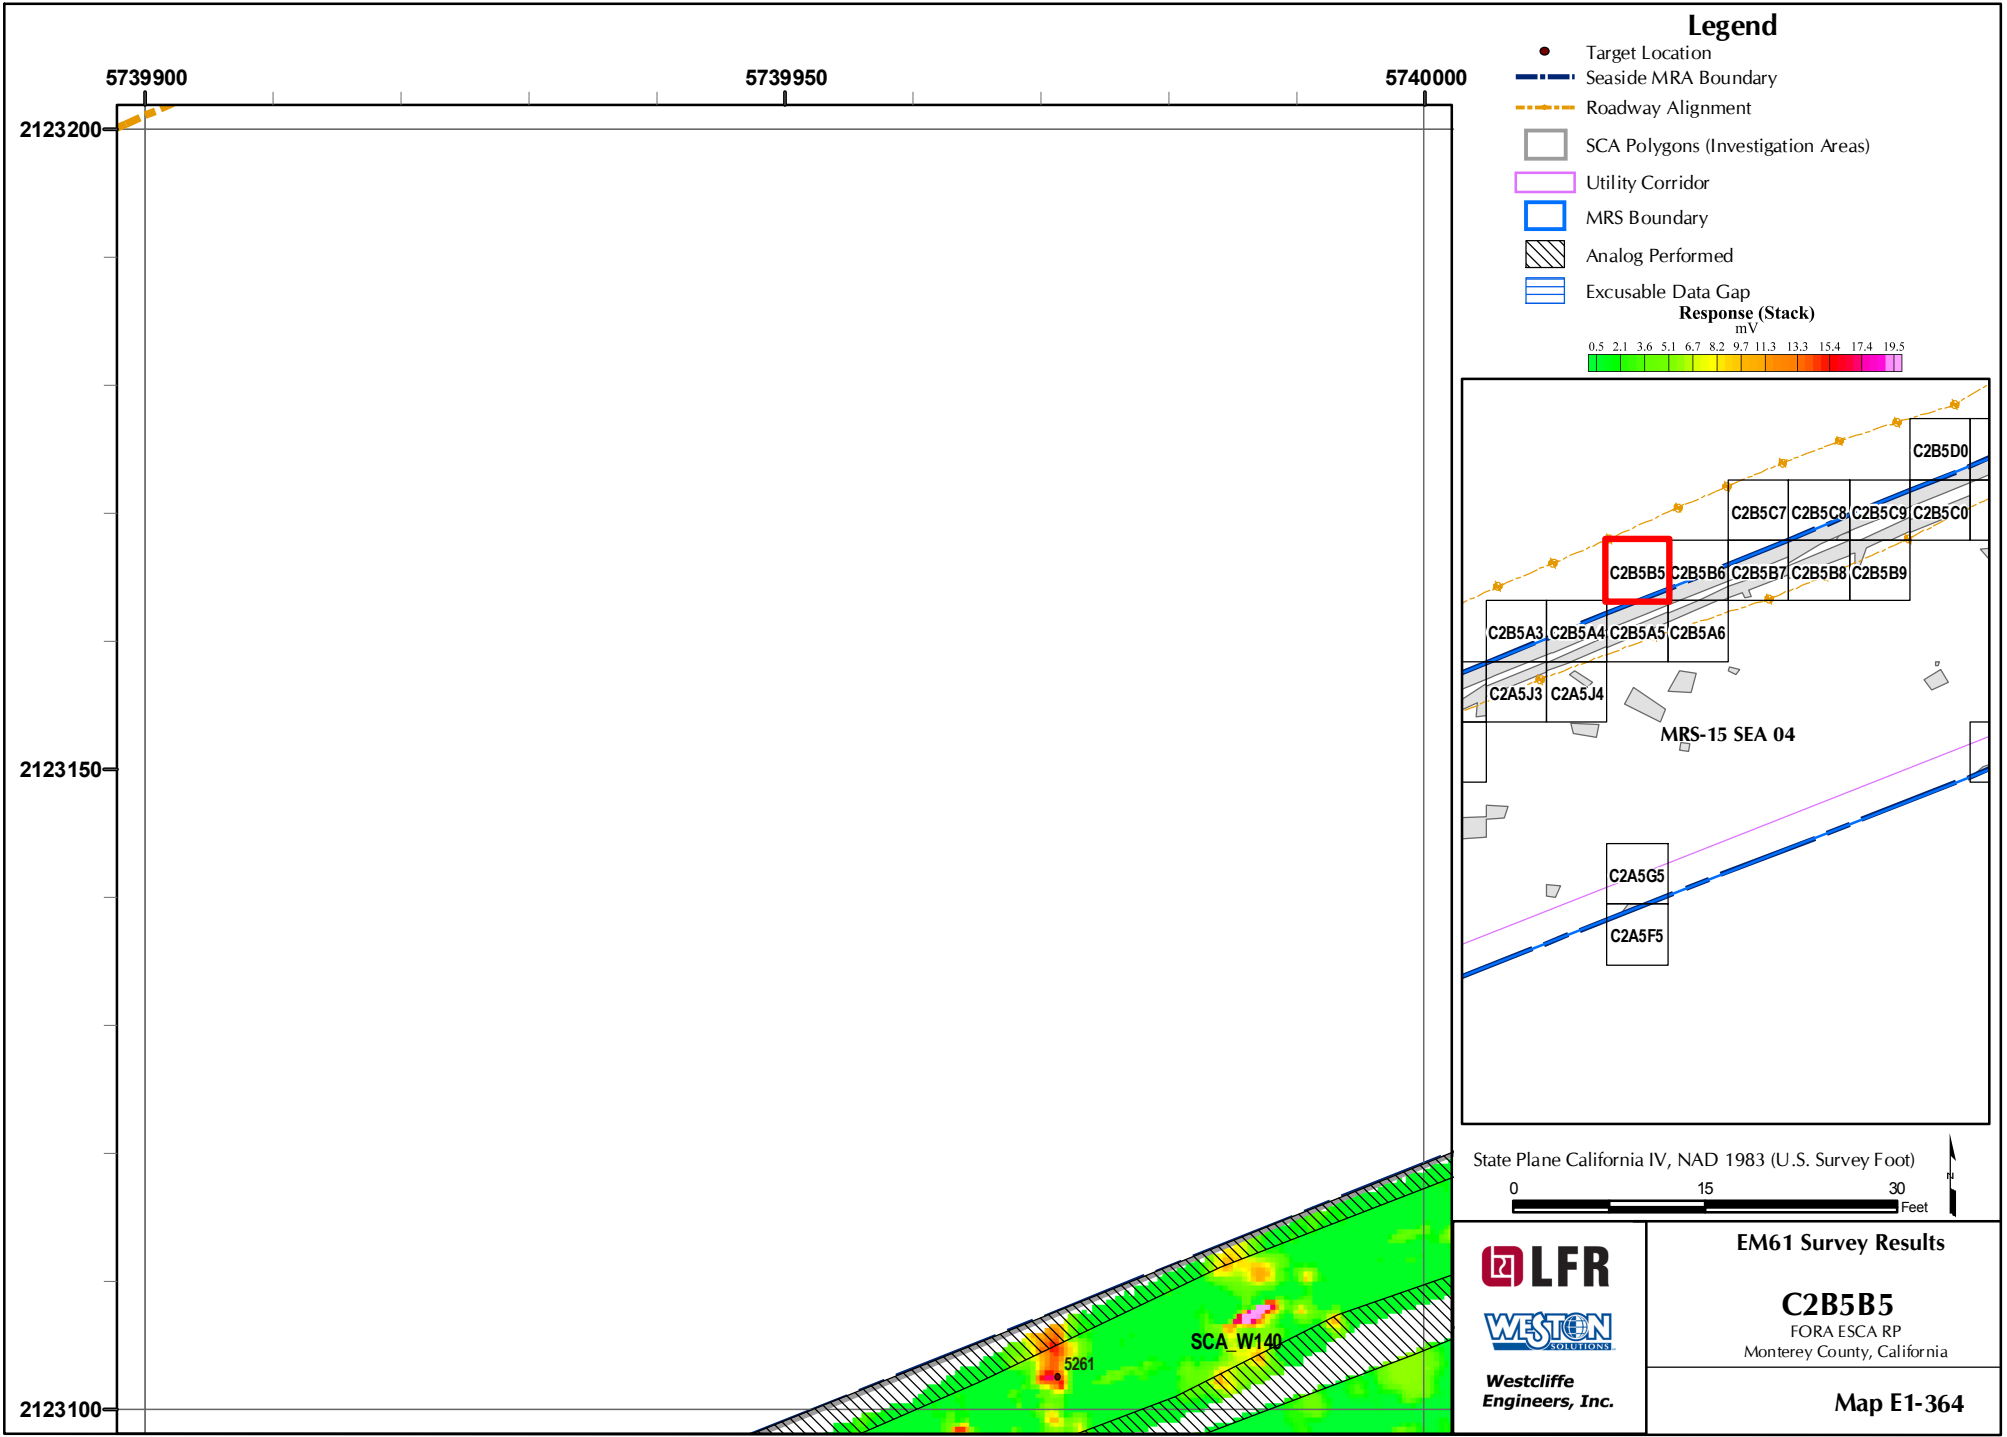 Legend
Target Location
Seaside MRA Boundary
Roadway Alignment
SCA Polygons (Investigation Areas)
Utility Corridor
MRS Boundary
Analog Performed
Excusable Data Gap
Response (Stack)
mV
0.5 2.1 3.6 5.1 6.7 8.2 9.7 11.3 13.3 15.4 17.4 19.5
5739900 5739950 5740000
2123200
2123150
2123100
5261
SCA_W140
C2B5D0
C2B5C7 C2B5C8 C2B5C9 C2B5C0
C2B5B5 C2B5B6 C2B5B7 C2B5B8 C2B5B9
C2B5A3 C2B5A4 C2B5A5 C2B5A6
C2A5J3 C2A5J4
MRS-15 SEA 04
C2A5G5
C2A5F5
State Plane California IV, NAD 1983 (U.S. Survey Foot)
0 15 30
Feet
N
LFR
WESTON
SOLUTIONS
Westcliffe
Engineers, Inc.
EM61 Survey Results
C2B5B5
FORA ESCA RP
Monterey County, California
Map E1-364